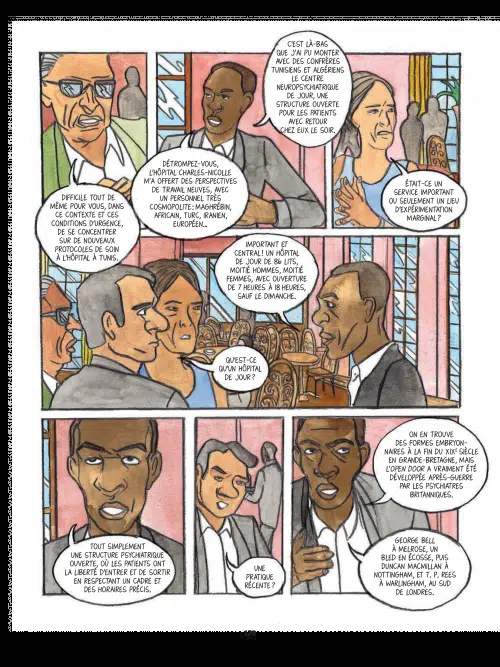 DIFFICILE TOUT DE
MÊME POUR VOUS, DANS
CE CONTEXTE ET CES
CONDITIONS D'URGENCE,
DE SE CONCENTRER
SUR DE NOUVEAUX
PROTOCOLES DE SOIN
À L'HÔPITAL À TUNIS.
DÉTROMPEZ-VOUS,
L'HÔPITAL CHARLES-NICOLLE
M'A OFFERT DES PERSPECTIVES
DE TRAVAIL NEUVES, AVEC
UN PERSONNEL TRÈS
COSMOPOLITE : MAGHRÉBIN,
AFRICAIN, TURC, IRANIEN,
EUROPÉEN...
C'EST LÀ-BAS
QUE J'AI PU MONTER
AVEC DES CONFRÈRES
TUNISIENS ET ALGÉRIENS
LE CENTRE
NEUROPSYCHIATRIQUE
DE JOUR, UNE
STRUCTURE OUVERTE
POUR LES PATIENTS
AVEC RETOUR
CHEZ EUX LE SOIR.
ÉTAIT-CE UN
SERVICE IMPORTANT
OU SEULEMENT UN LIEU
D'EXPÉRIMENTATION
MARGINAL ?
IMPORTANT ET
CENTRAL ! UN HÔPITAL
DE JOUR DE 86 LITS,
MOITIÉ HOMMES, MOITIÉ
FEMMES, AVEC OUVERTURE
DE 7 HEURES À 18 HEURES,
SAUF LE DIMANCHE.
QU'EST-CE
QU'UN HÔPITAL
DE JOUR ?
TOUT SIMPLEMENT
UNE STRUCTURE PSYCHIATRIQUE
OUVERTE, OÙ LES PATIENTS ONT
LA LIBERTÉ D'ENTRER ET DE SORTIR
EN RESPECTANT UN CADRE ET
DES HORAIRES PRÉCIS.
UNE
PRATIQUE
RÉCENTE ?
ON EN TROUVE
DES FORMES EMBRYON-
NAIRES À LA FIN DU XIXE SIÈCLE
EN GRANDE-BRETAGNE, MAIS
L'OPEN DOOR A VRAIMENT ÉTÉ
DÉVELOPPÉE APRÈS-GUERRE
PAR LES PSYCHIATRES
BRITANNIQUES.
GEORGE BELL
À MELROSE, UN
BLED EN ÉCOSSE, PUIS
DUNCAN MACMILLAN À
NOTTINGHAM, ET T. P. REES
À WARLINGHAM, AU SUD
DE LONDRES.